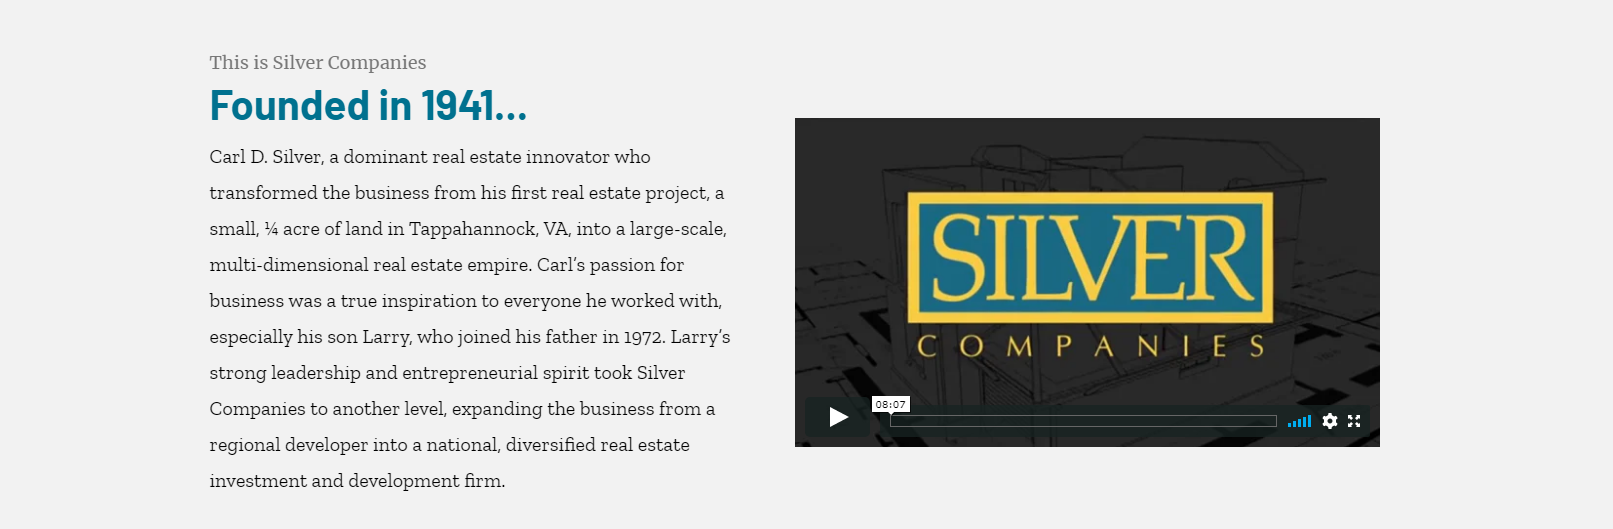 This is Silver Companies
Founded in 1941...
Carl D. Silver, a dominant real estate innovator who
transformed the business from his first real estate project, a
small, ¼ acre of land in Tappahannock, VA, into a large-scale,
multi-dimensional real estate empire. Carl’s passion for
business was a true inspiration to everyone he worked with,
especially his son Larry, who joined his father in 1972. Larry’s
strong leadership and entrepreneurial spirit took Silver
Companies to another level, expanding the business from a
regional developer into a national, diversified real estate
investment and development firm.
SILVER
COMPANIES
08:07